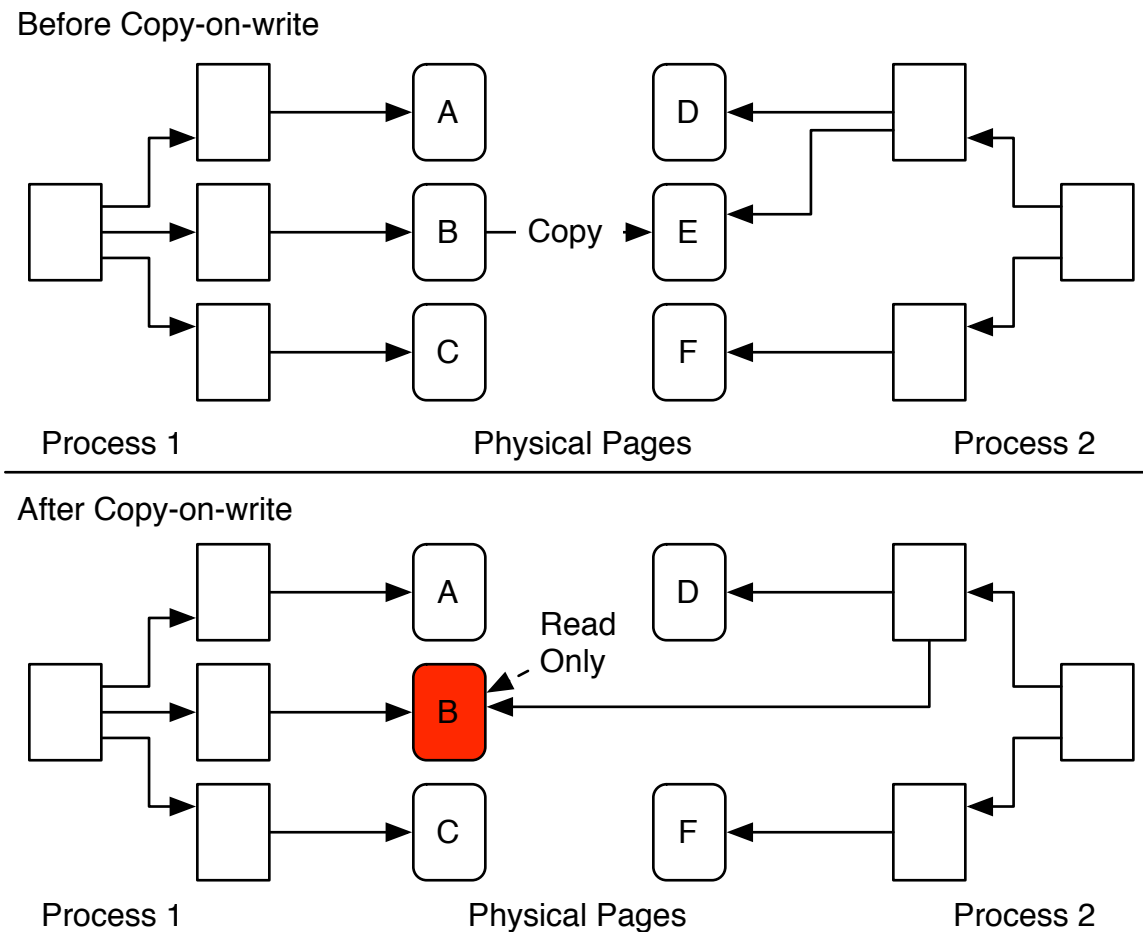 Before Copy-on-write
A
D
B
Copy
E
C
F
Process 1
Physical Pages
Process 2
After Copy-on-write
A
D
Read
Only
B
C
F
Process 1
Physical Pages
Process 2